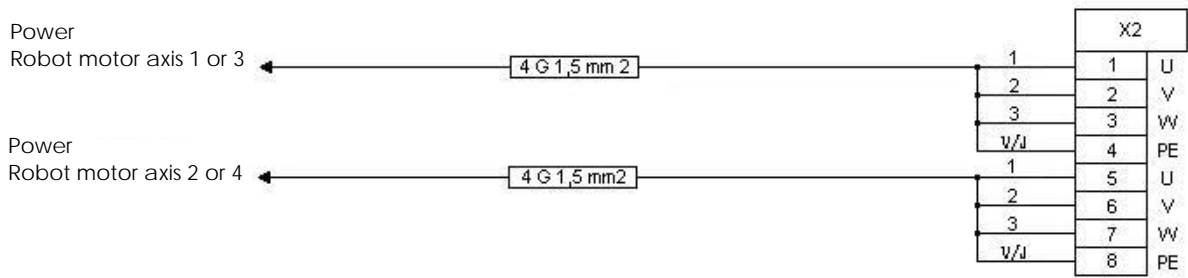 Power
Robot motor axis 1 or 3
4 G 1,5 mm 2
X2
1 1 U
2 2 V
3 3 W
V/J 4 PE
Power
Robot motor axis 2 or 4
4 G 1,5 mm2
1 5 U
2 6 V
3 7 W
V/J 8 PE